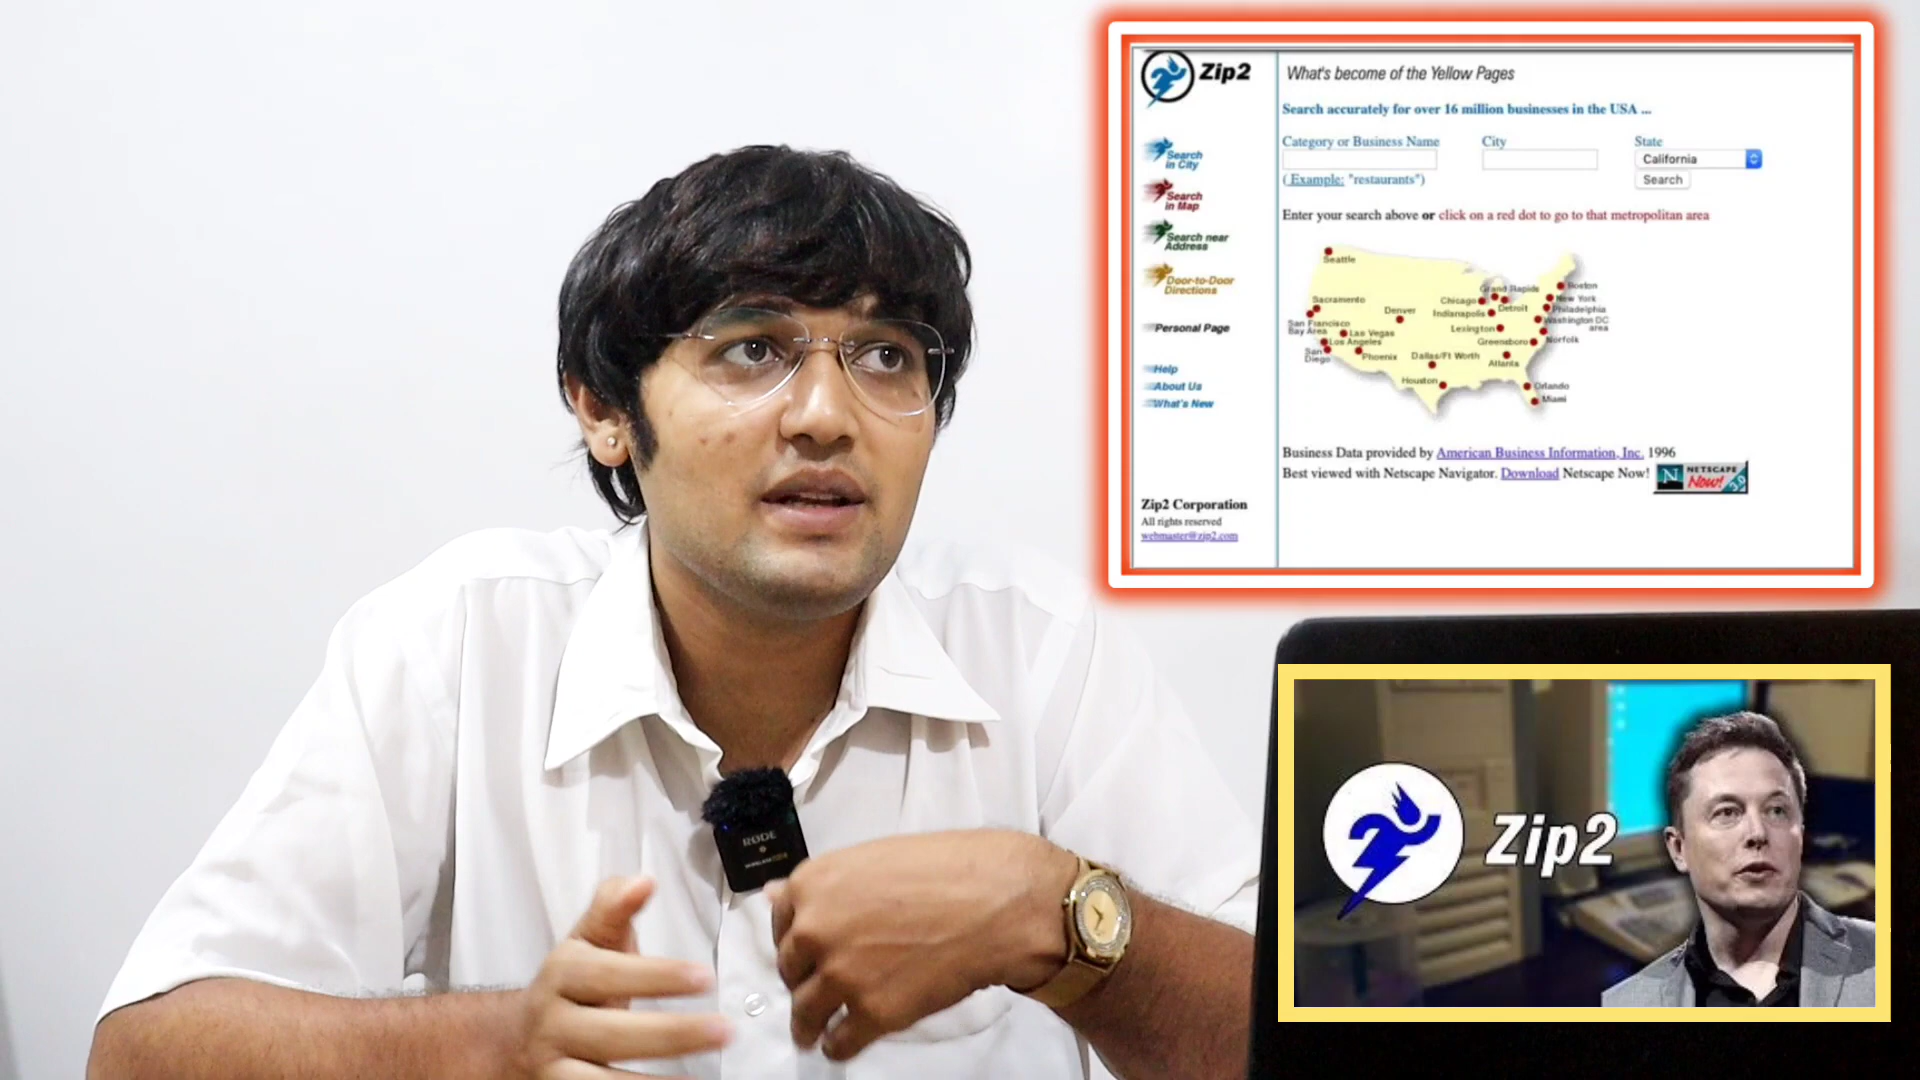 Zip2
What's become of the Yellow Pages
Search accurately for over 16 million businesses in the USA ...
Category or Business Name
City
State
California
( Example: "restaurants")
Search
Search in City
Search in Map
Search near Address
Door-to-Door Directions
Personal Page
Help
About Us
What's New
Enter your search above or click on a red dot to go to that metropolitan area
Seattle
Sacramento
San Francisco Bay Area
Las Vegas
Los Angeles
San Diego
Phoenix
Denver
Dallas/Ft Worth
Houston
Grand Rapids
Chicago
Detroit
Indianapolis
Lexington
Greensboro
Atlanta
Boston
New York
Philadelphia
Washington DC area
Norfolk
Orlando
Miami
Business Data provided by American Business Information, Inc. 1996
Best viewed with Netscape Navigator. Download Netscape Now!
N NETSCAPE Now! 3.0
Zip2 Corporation
All rights reserved
webmaster@zip2.com
RODE
Zip2